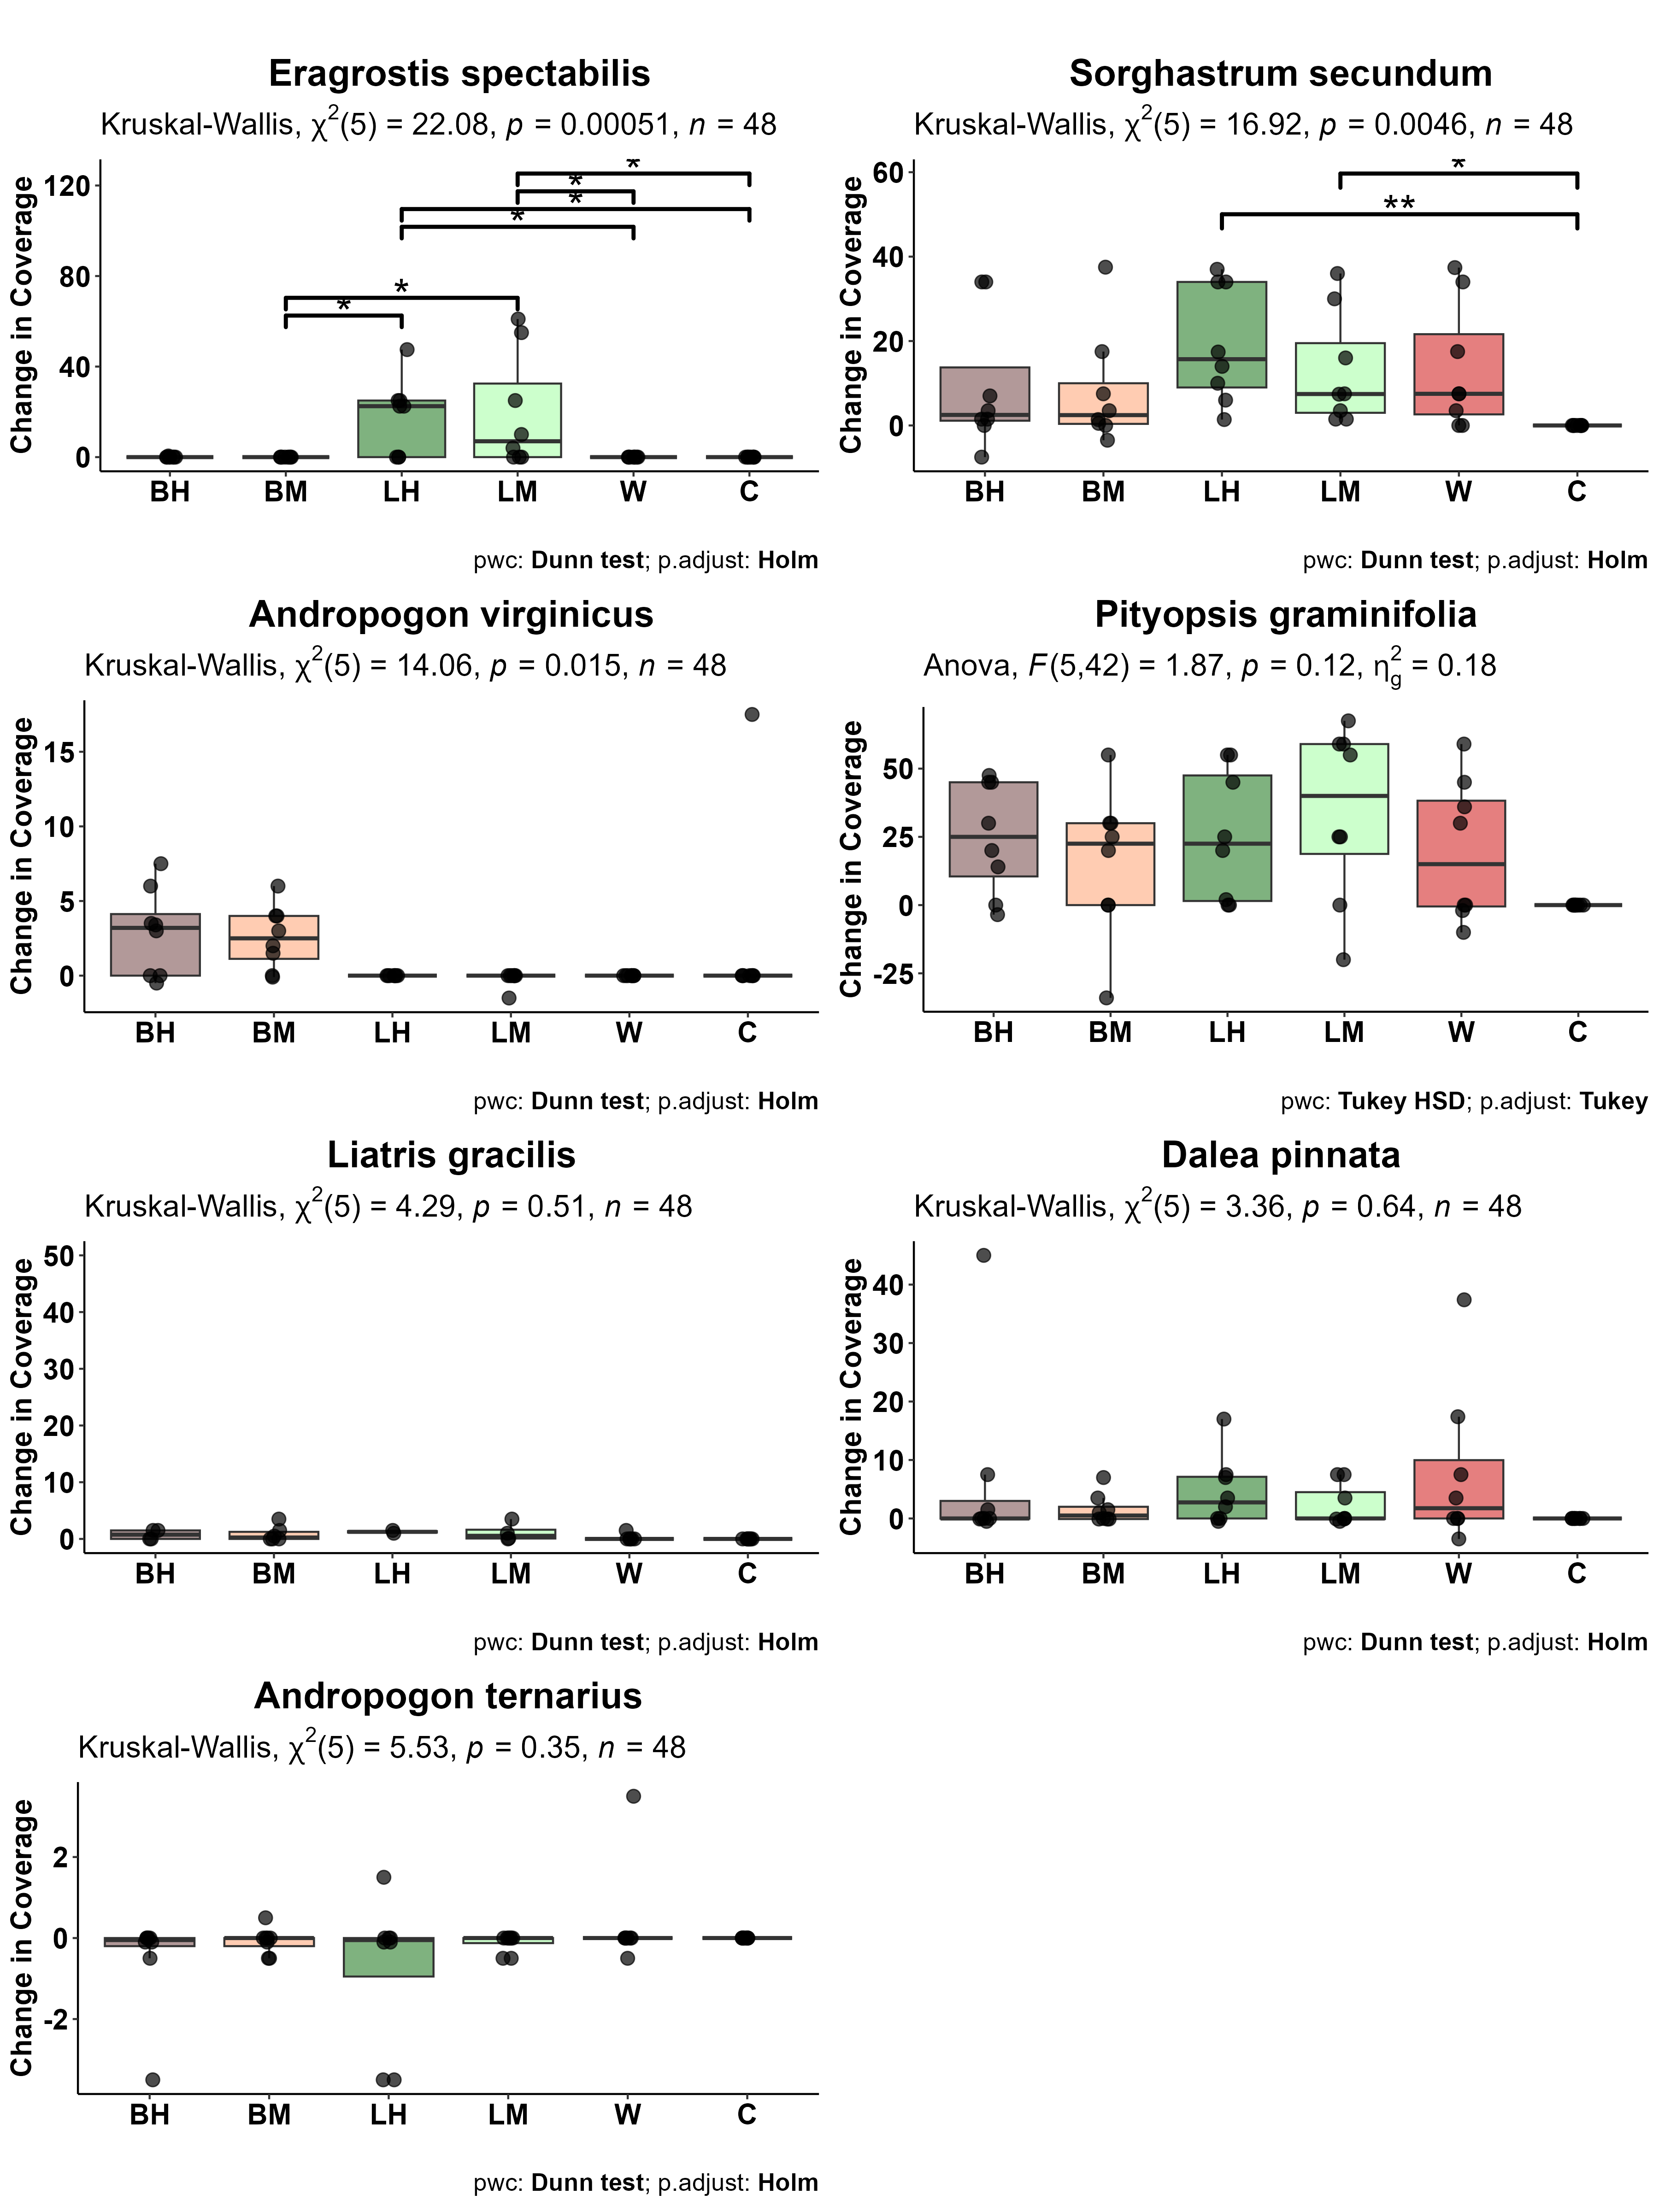 Eragrostis spectabilis
Kruskal-Wallis, χ²(5) = 22.08, p = 0.00051, n = 48
Change in Coverage
120
80
40
0
*
*
*
*
*
*
BH BM LH LM W C
pwc: Dunn test; p.adjust: Holm
Sorghastrum secundum
Kruskal-Wallis, χ²(5) = 16.92, p = 0.0046, n = 48
Change in Coverage
60
40
20
0
*
**
BH BM LH LM W C
pwc: Dunn test; p.adjust: Holm
Andropogon virginicus
Kruskal-Wallis, χ²(5) = 14.06, p = 0.015, n = 48
Change in Coverage
15
10
5
0
BH BM LH LM W C
pwc: Dunn test; p.adjust: Holm
Pityopsis graminifolia
Anova, F(5,42) = 1.87, p = 0.12, η²g = 0.18
Change in Coverage
50
25
0
-25
BH BM LH LM W C
pwc: Tukey HSD; p.adjust: Tukey
Liatris gracilis
Kruskal-Wallis, χ²(5) = 4.29, p = 0.51, n = 48
Change in Coverage
50
40
30
20
10
0
BH BM LH LM W C
pwc: Dunn test; p.adjust: Holm
Dalea pinnata
Kruskal-Wallis, χ²(5) = 3.36, p = 0.64, n = 48
Change in Coverage
40
30
20
10
0
BH BM LH LM W C
pwc: Dunn test; p.adjust: Holm
Andropogon ternarius
Kruskal-Wallis, χ²(5) = 5.53, p = 0.35, n = 48
Change in Coverage
2
0
-2
BH BM LH LM W C
pwc: Dunn test; p.adjust: Holm